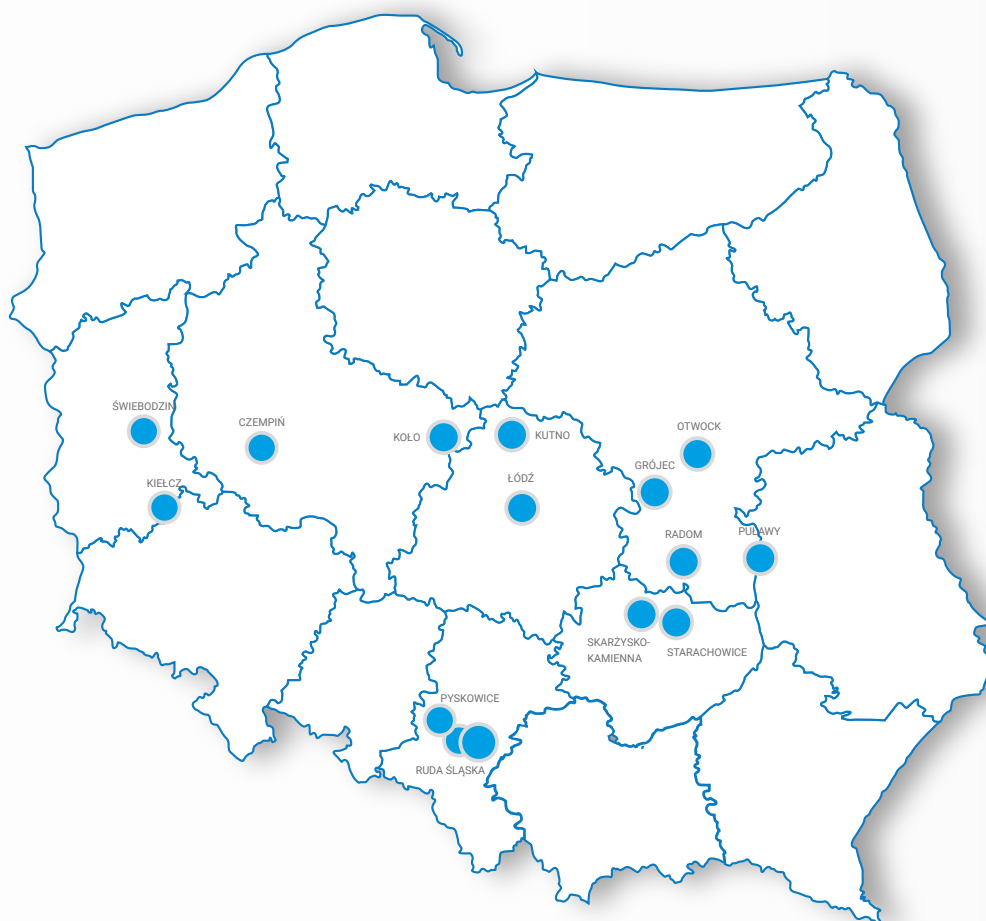 ŚWIEBODZIN
CZEMPIŃ
KOŁO
KUTNO
OTWOCK
GRÓJEC
ŁÓDŹ
KIEŁCZ
RADOM
PUŁAWY
SKARŻYSKO-
KAMIENNA
STARACHOWICE
PYSKOWICE
RUDA ŚLĄSKA